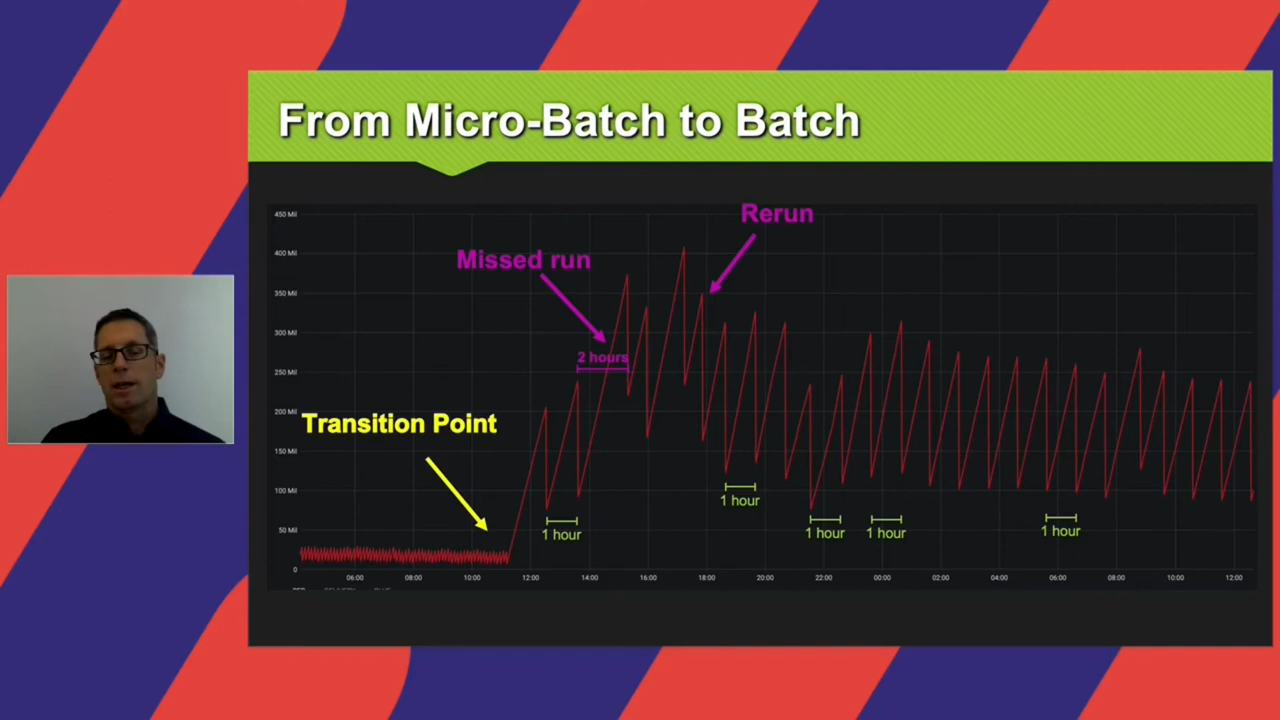 From Micro-Batch to Batch
450 Mil
400 Mil
350 Mil
300 Mil
250 Mil
200 Mil
150 Mil
100 Mil
50 Mil
0
Rerun
Missed run
2 hours
Transition Point
1 hour
1 hour
1 hour
1 hour
1 hour
06:00 08:00 10:00 12:00 14:00 16:00 18:00 20:00 22:00 00:00 02:00 04:00 06:00 08:00 10:00 12:00